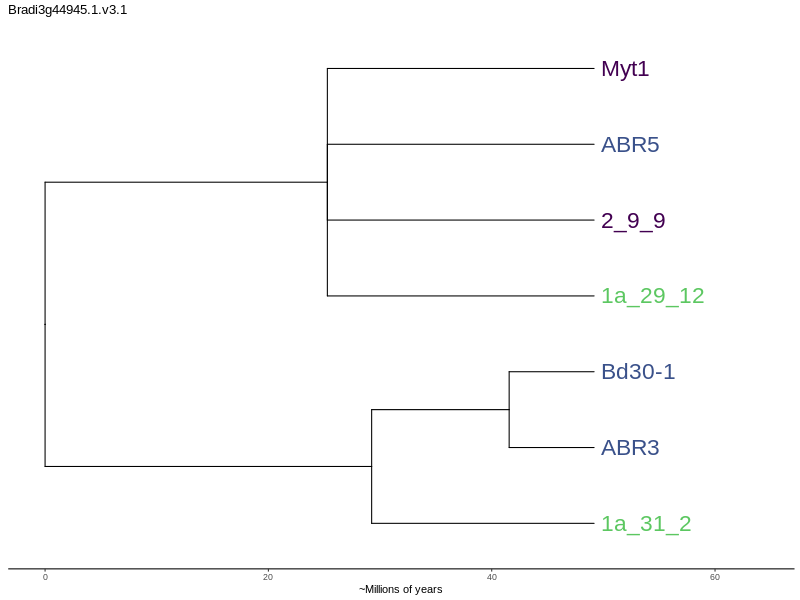 Bradi3g44945.1.v3.1
Myt1
ABR5
2_9_9
1a_29_12
Bd30-1
ABR3
1a_31_2
0 20 40 60
~Millions of years